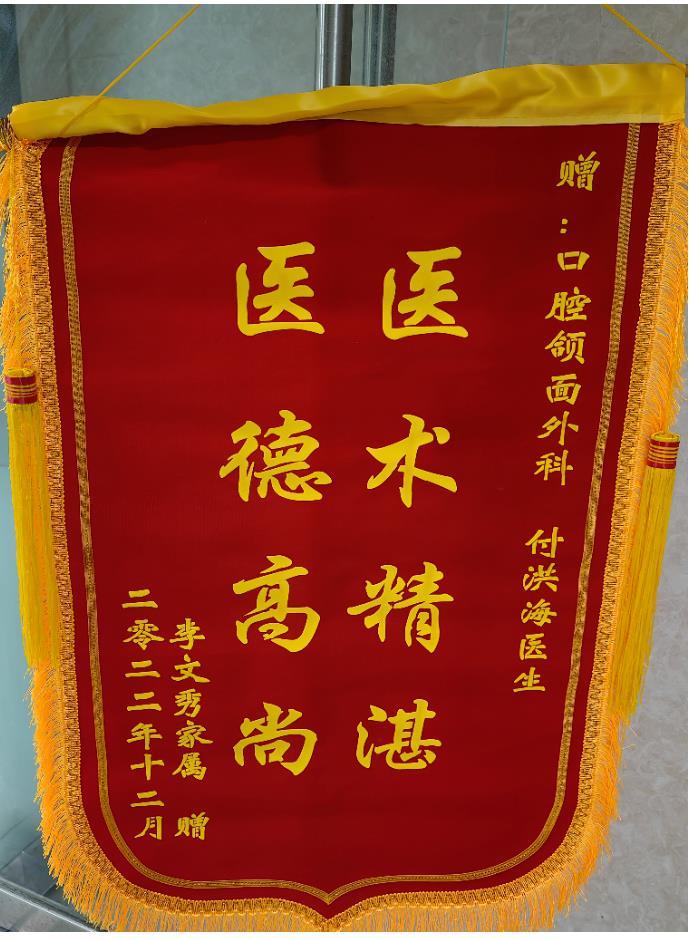 赠:口腔颌面外科 付洪海医生
医术精湛
医德高尚
李文秀家属 赠
二零二二年十二月